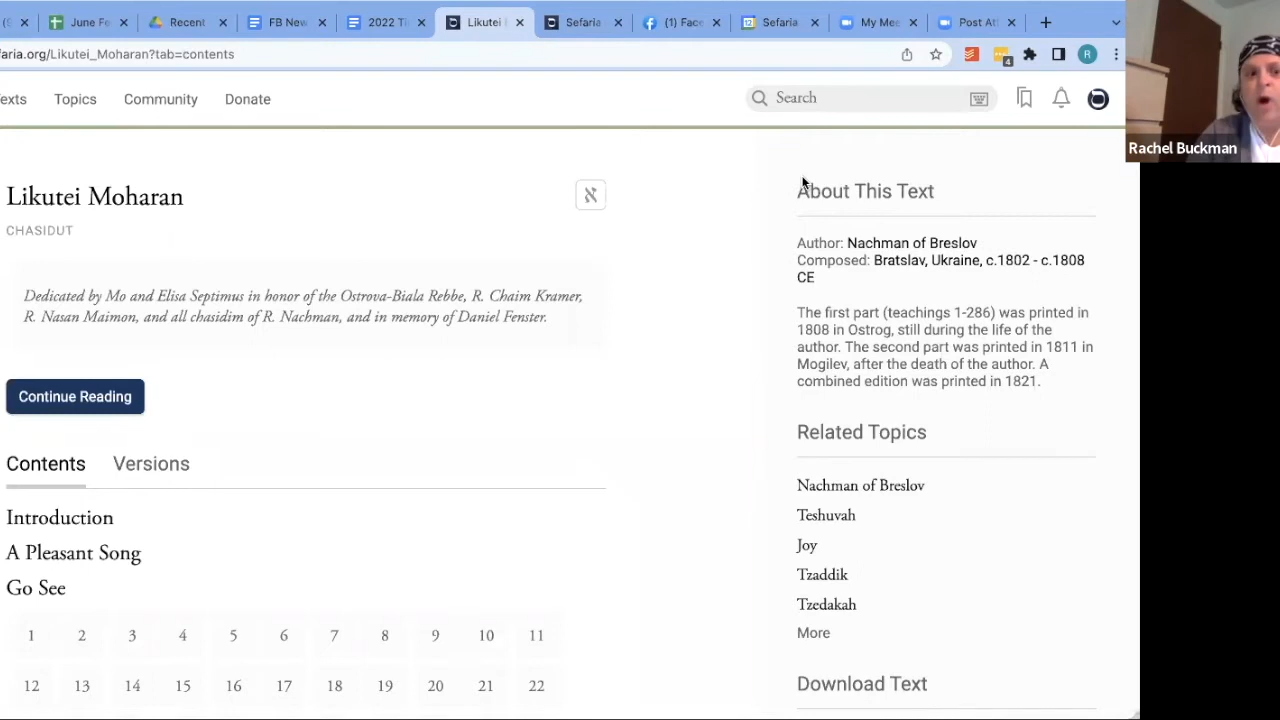 June Fe
Recent
FB New
2022 Ti
Likutei
Sefaria
(1) Face
Sefaria
My Mee
Post Att
faria.org/Likutei_Moharan?tab=contents
4
R
exts
Topics
Community
Donate
Search
Rachel Buckman
Likutei Moharan
א
CHASIDUT
Dedicated by Mo and Elisa Septimus in honor of the Ostrova-Biala Rebbe, R. Chaim Kramer,
R. Nasan Maimon, and all chasidim of R. Nachman, and in memory of Daniel Fenster.
Continue Reading
Contents
Versions
Introduction
A Pleasant Song
Go See
1 2 3 4 5 6 7 8 9 10 11
12 13 14 15 16 17 18 19 20 21 22
About This Text
Author: Nachman of Breslov
Composed: Bratslav, Ukraine, c.1802 - c.1808
CE
The first part (teachings 1-286) was printed in
1808 in Ostrog, still during the life of the
author. The second part was printed in 1811 in
Mogilev, after the death of the author. A
combined edition was printed in 1821.
Related Topics
Nachman of Breslov
Teshuvah
Joy
Tzaddik
Tzedakah
More
Download Text